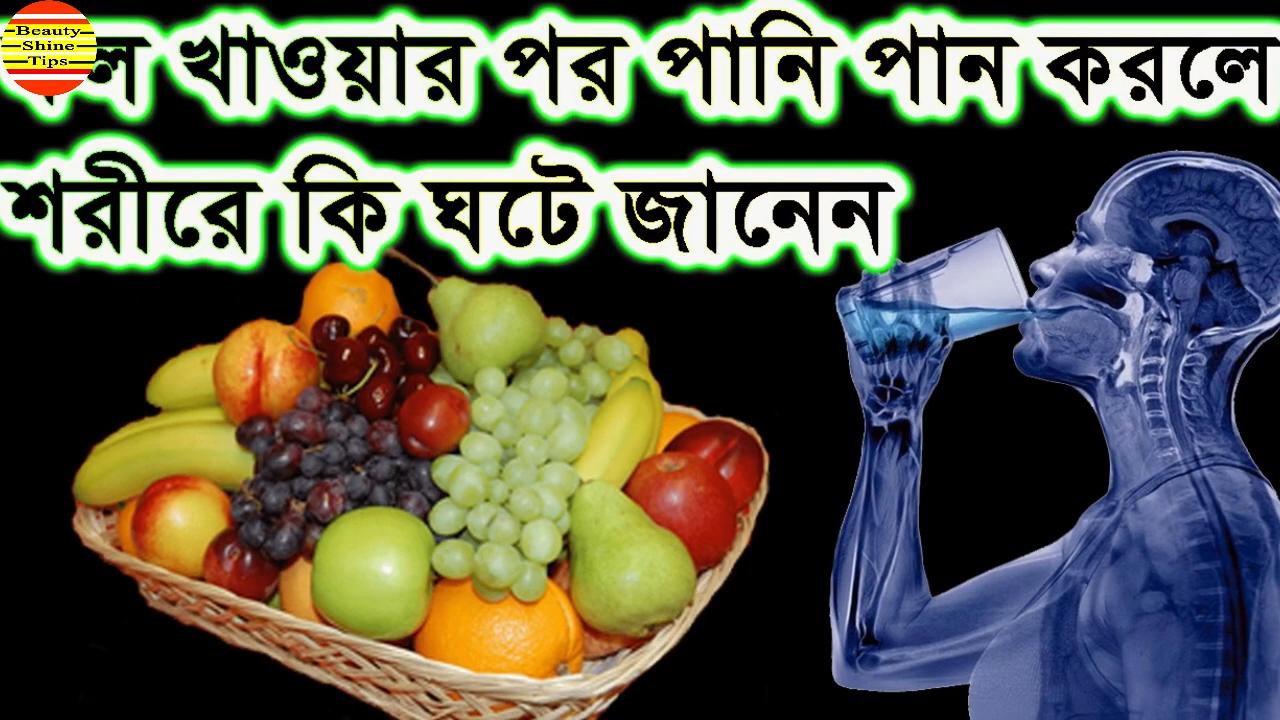 Beauty
Shine
Tips
খাওয়ার পর পানি পান করলে
শরীরে কি ঘটে জানেন